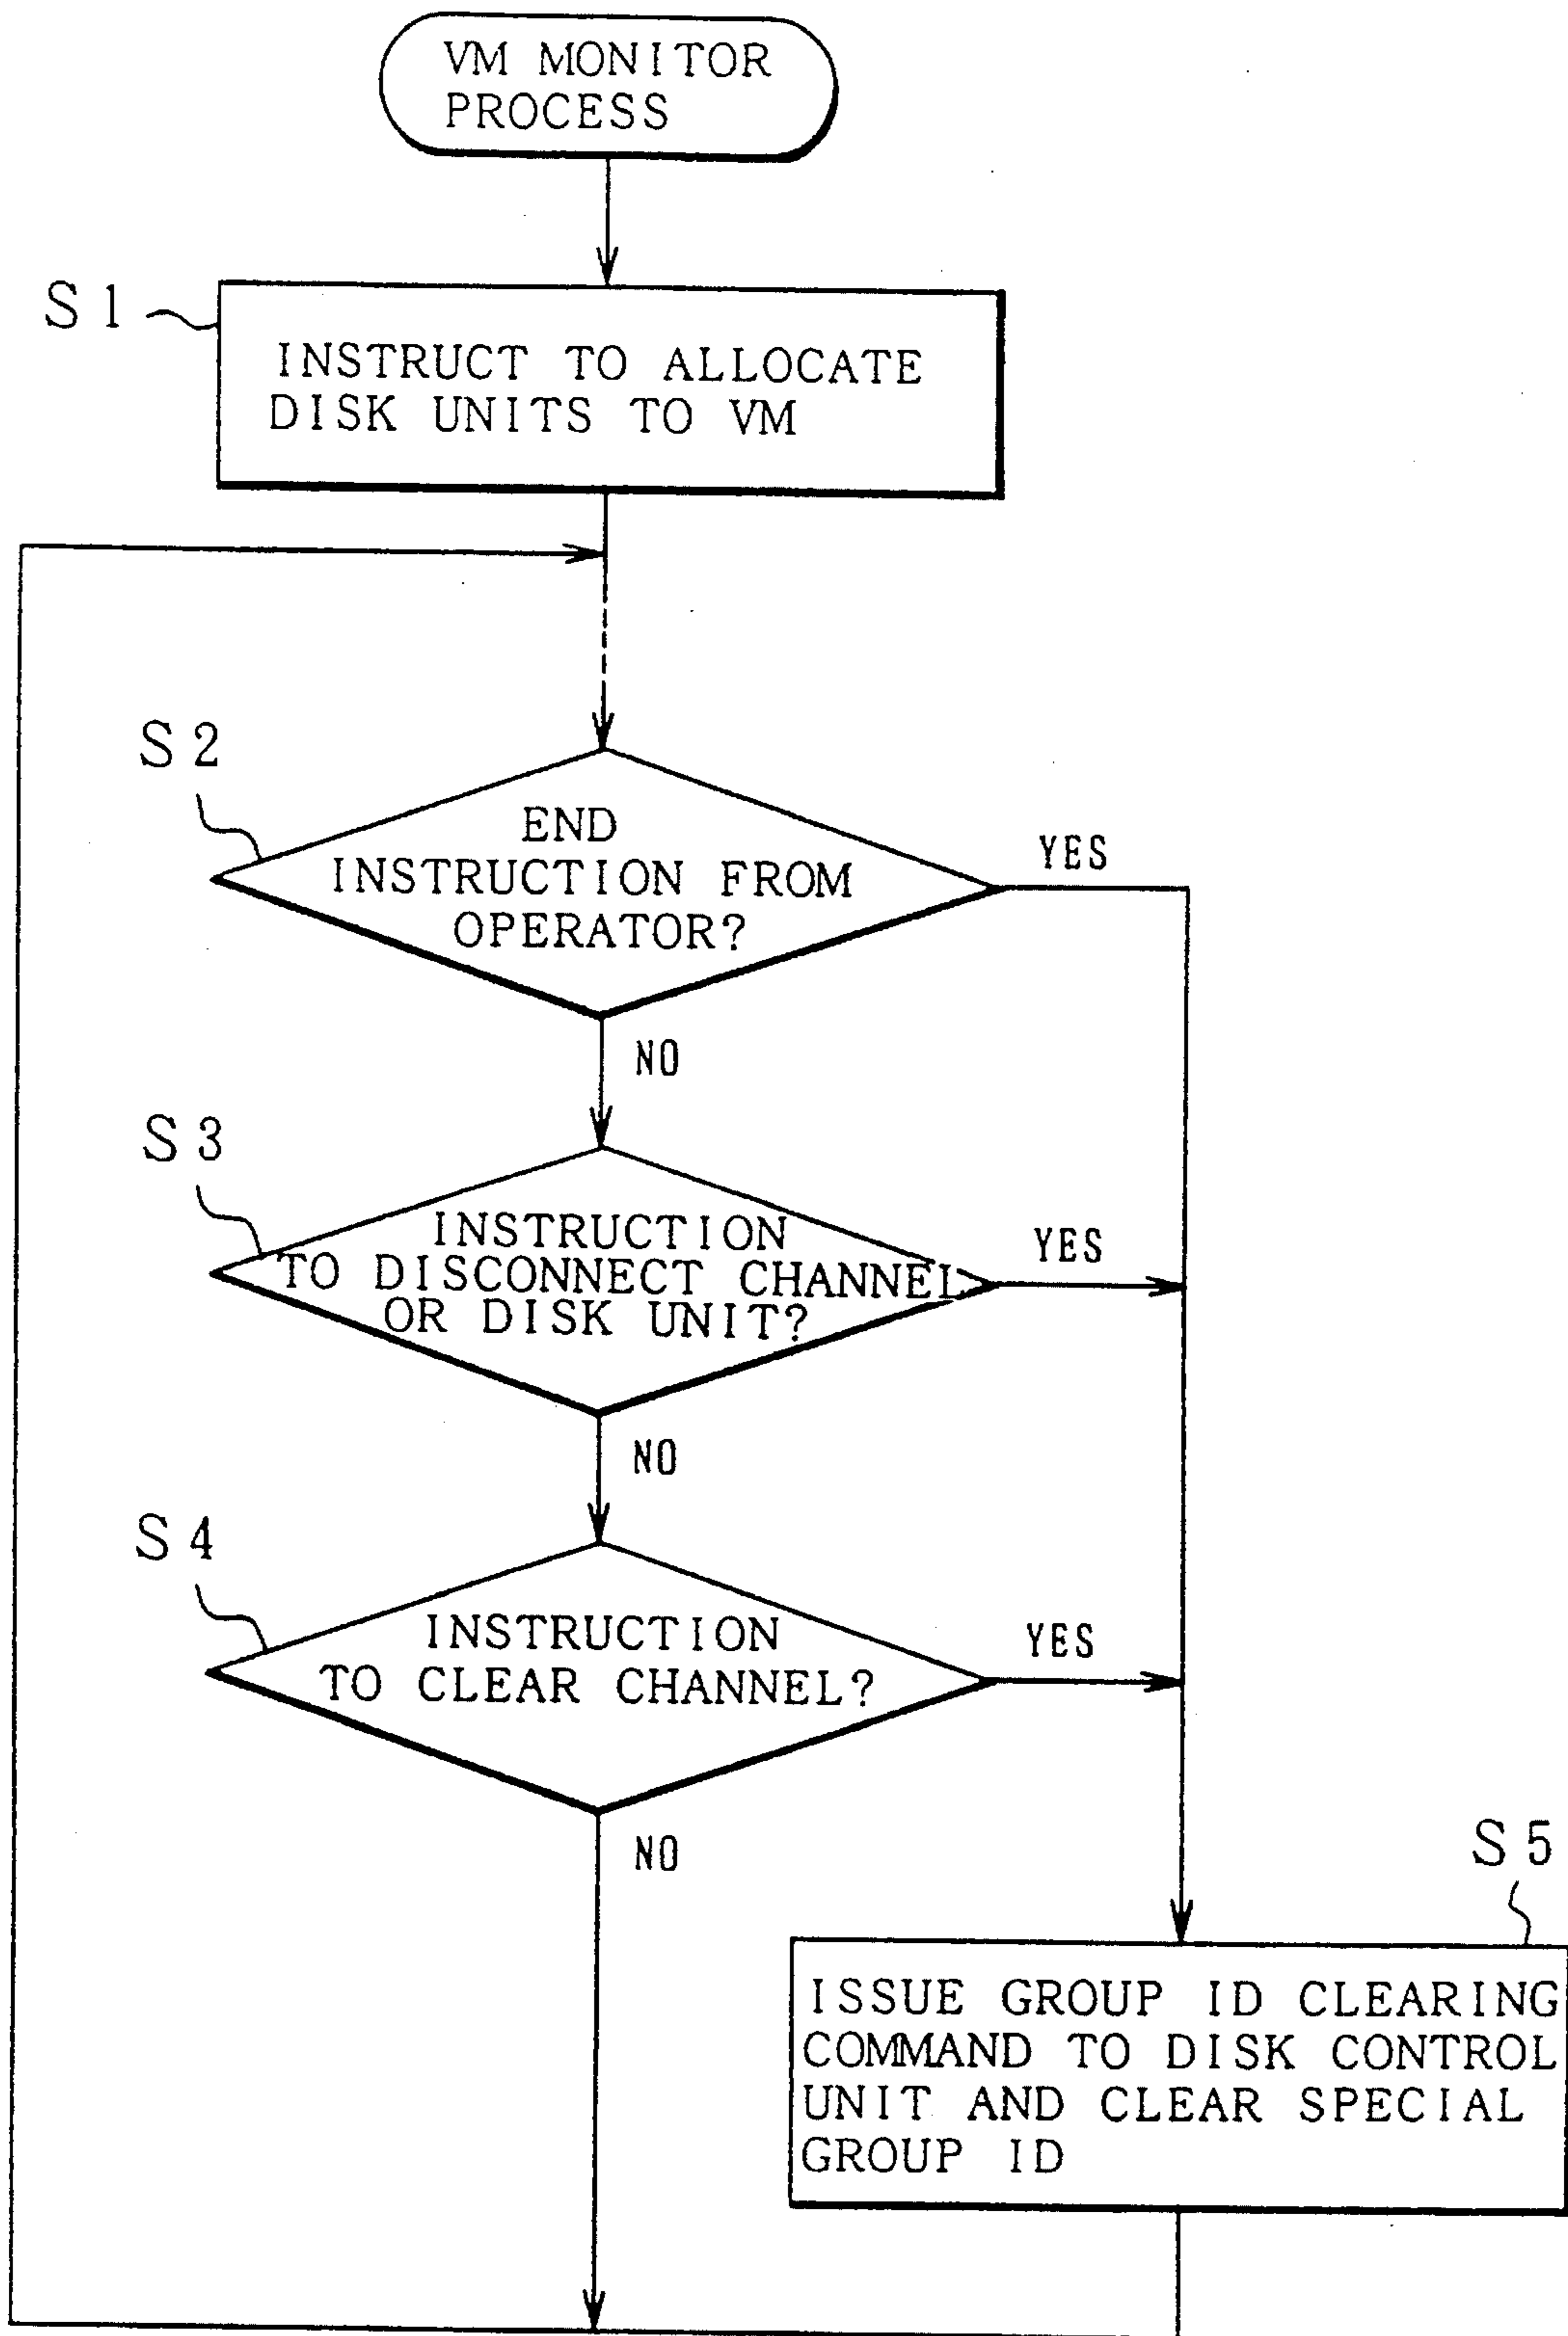 VM MONITOR
PROCESS
S1
INSTRUCT TO ALLOCATE
DISK UNITS TO VM
S2
END
INSTRUCTION FROM
OPERATOR?
YES
NO
S3
INSTRUCTION
TO DISCONNECT CHANNEL
OR DISK UNIT?
YES
NO
S4
INSTRUCTION
TO CLEAR CHANNEL?
YES
NO
S5
ISSUE GROUP ID CLEARING
COMMAND TO DISK CONTROL
UNIT AND CLEAR SPECIAL
GROUP ID